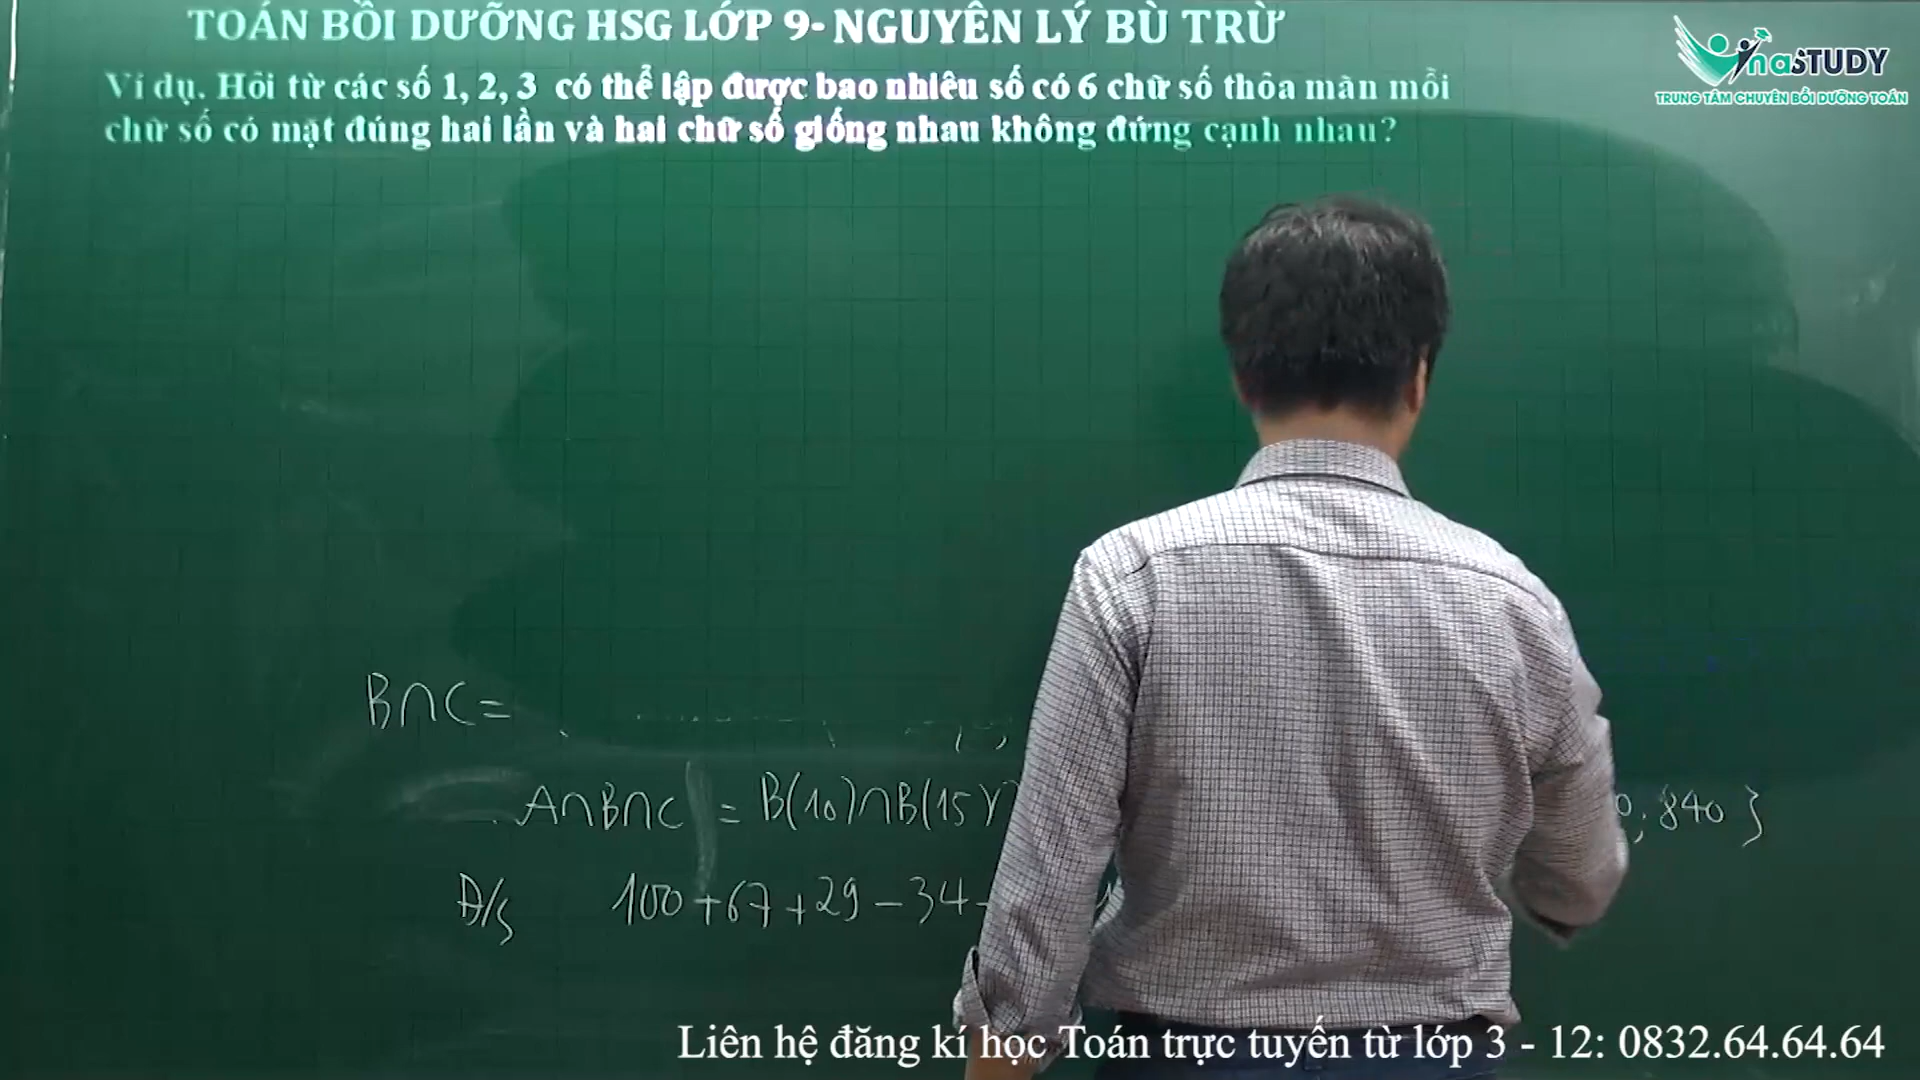 TOÁN BỒI DƯỠNG HSG LỚP 9- NGUYÊN LÝ BÙ TRỪ
Ví dụ. Hỏi từ các số 1, 2, 3 có thể lập được bao nhiêu số có 6 chữ số thỏa mãn mỗi
chữ số có mặt đúng hai lần và hai chữ số giống nhau không đứng cạnh nhau?
inaSTUDY
TRUNG TÂM CHUYÊN BỒI DƯỠNG TOÁN
B∩C=
A∩B∩C = B(10)∩B(15) 0; 840 }
Đ/s 100+67+29-34-
Liên hệ đăng kí học Toán trực tuyến từ lớp 3 - 12: 0832.64.64.64